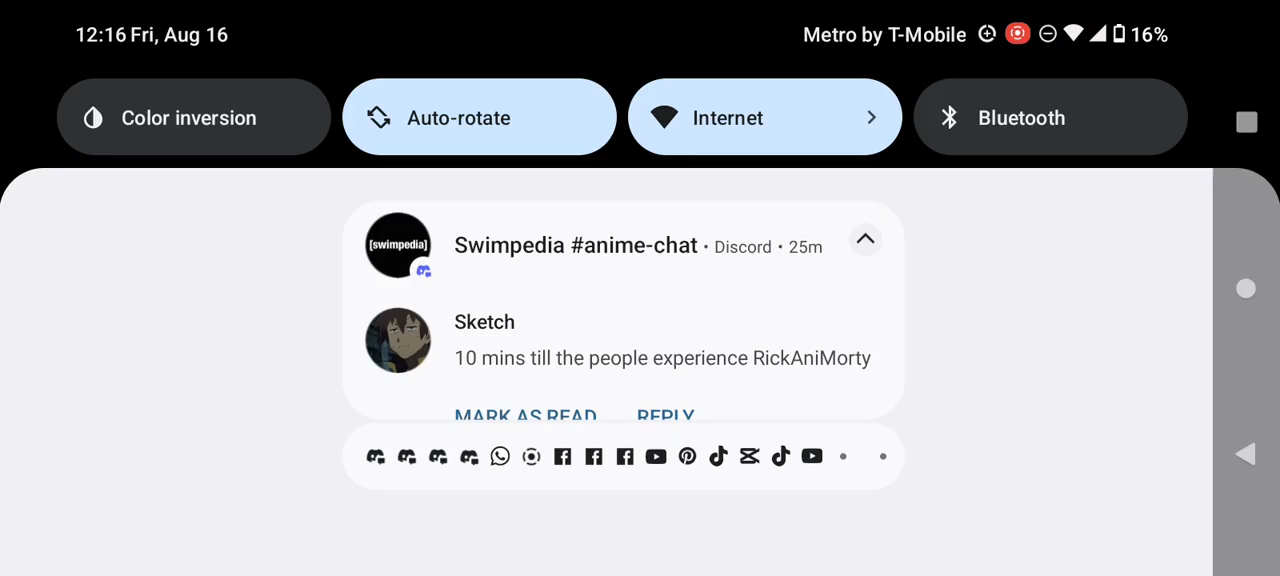 12:16 Fri, Aug 16
Metro by T-Mobile 16%
Color inversion
Auto-rotate
Internet
Bluetooth
[swimpedia]
Swimpedia #anime-chat • Discord • 25m
Sketch
10 mins till the people experience RickAniMorty
MARK AS READ REPLY